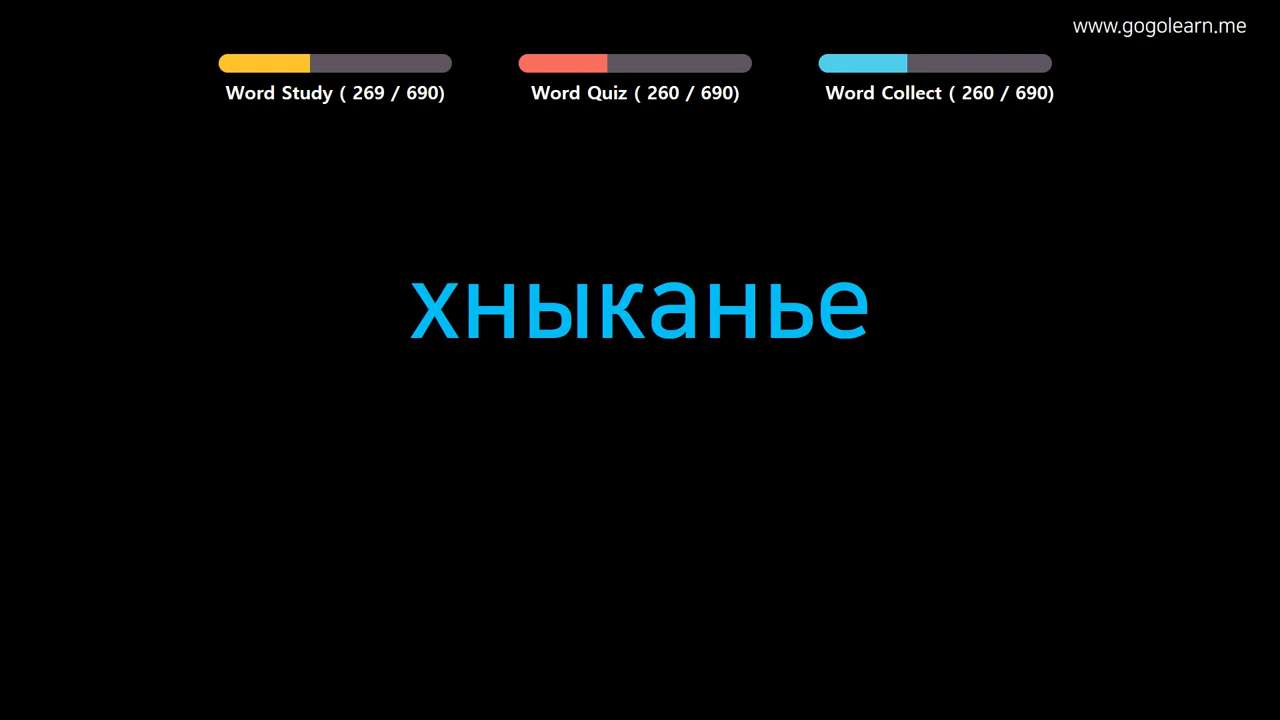 www.gogolearn.me
Word Study ( 269 / 690)
Word Quiz ( 260 / 690)
Word Collect ( 260 / 690)
хныканье